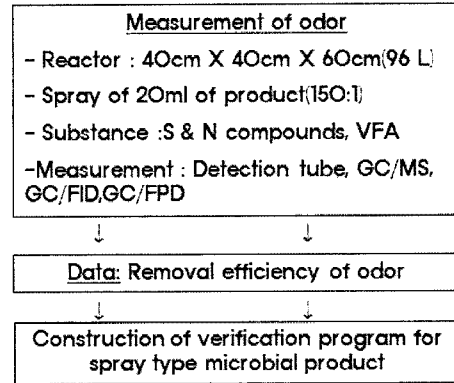 Measurement of odor
- Reactor : 40cm X 40cm X 60cm(96 L)
- Spray of 20ml of product(150:1)
- Substance :S & N compounds, VFA
-Measurement : Detection tube, GC/MS,
GC/FID,GC/FPD
↓ ↓
Data: Removal efficiency of odor
↓ ↓
Construction of verification program for
spray type microbial product